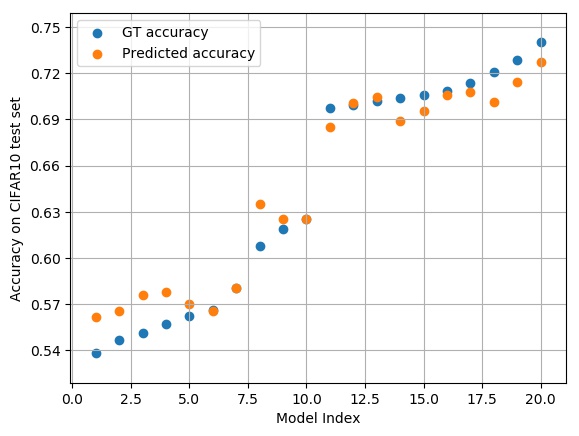 GT accuracy
Predicted accuracy
Accuracy on CIFAR10 test set
0.75
0.72
0.69
0.66
0.63
0.60
0.57
0.54
0.0 2.5 5.0 7.5 10.0 12.5 15.0 17.5 20.0
Model Index